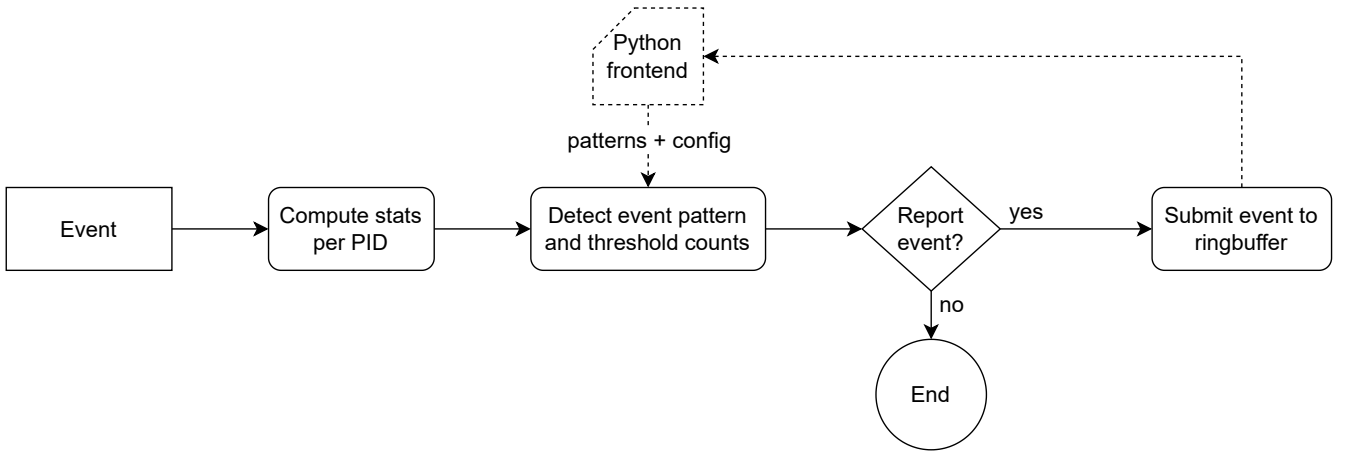 Python
frontend
patterns + config
Event
Compute stats
per PID
Detect event pattern
and threshold counts
Report
event?
yes
Submit event to
ringbuffer
no
End